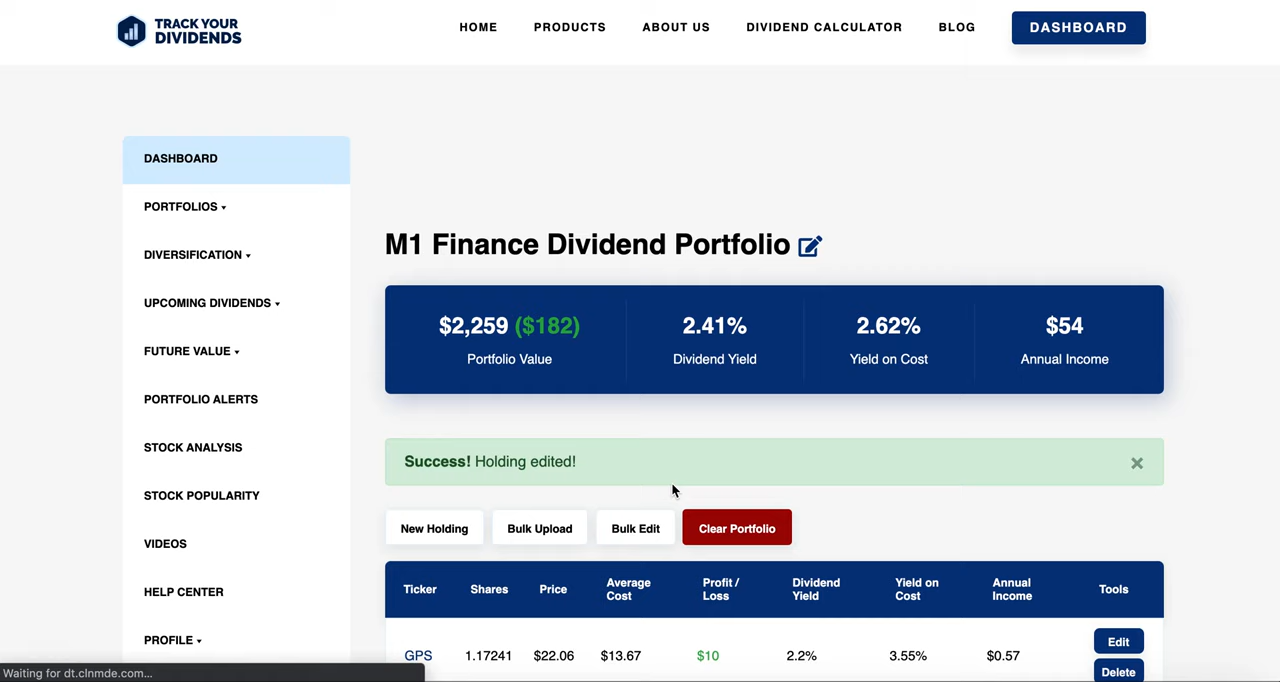 TRACK YOUR
DIVIDENDS
HOME PRODUCTS ABOUT US DIVIDEND CALCULATOR BLOG DASHBOARD
DASHBOARD
PORTFOLIOS
DIVERSIFICATION
UPCOMING DIVIDENDS
FUTURE VALUE
PORTFOLIO ALERTS
STOCK ANALYSIS
STOCK POPULARITY
VIDEOS
HELP CENTER
PROFILE
M1 Finance Dividend Portfolio
$2,259 ($182) 2.41% 2.62% $54
Portfolio Value Dividend Yield Yield on Cost Annual Income
Success! Holding edited! ×
New Holding Bulk Upload Bulk Edit Clear Portfolio
Ticker Shares Price Average Cost Profit / Loss Dividend Yield Yield on Cost Annual Income Tools
GPS 1.17241 $22.06 $13.67 $10 2.2% 3.55% $0.57 Edit
Delete
Waiting for dt.clnmde.com...